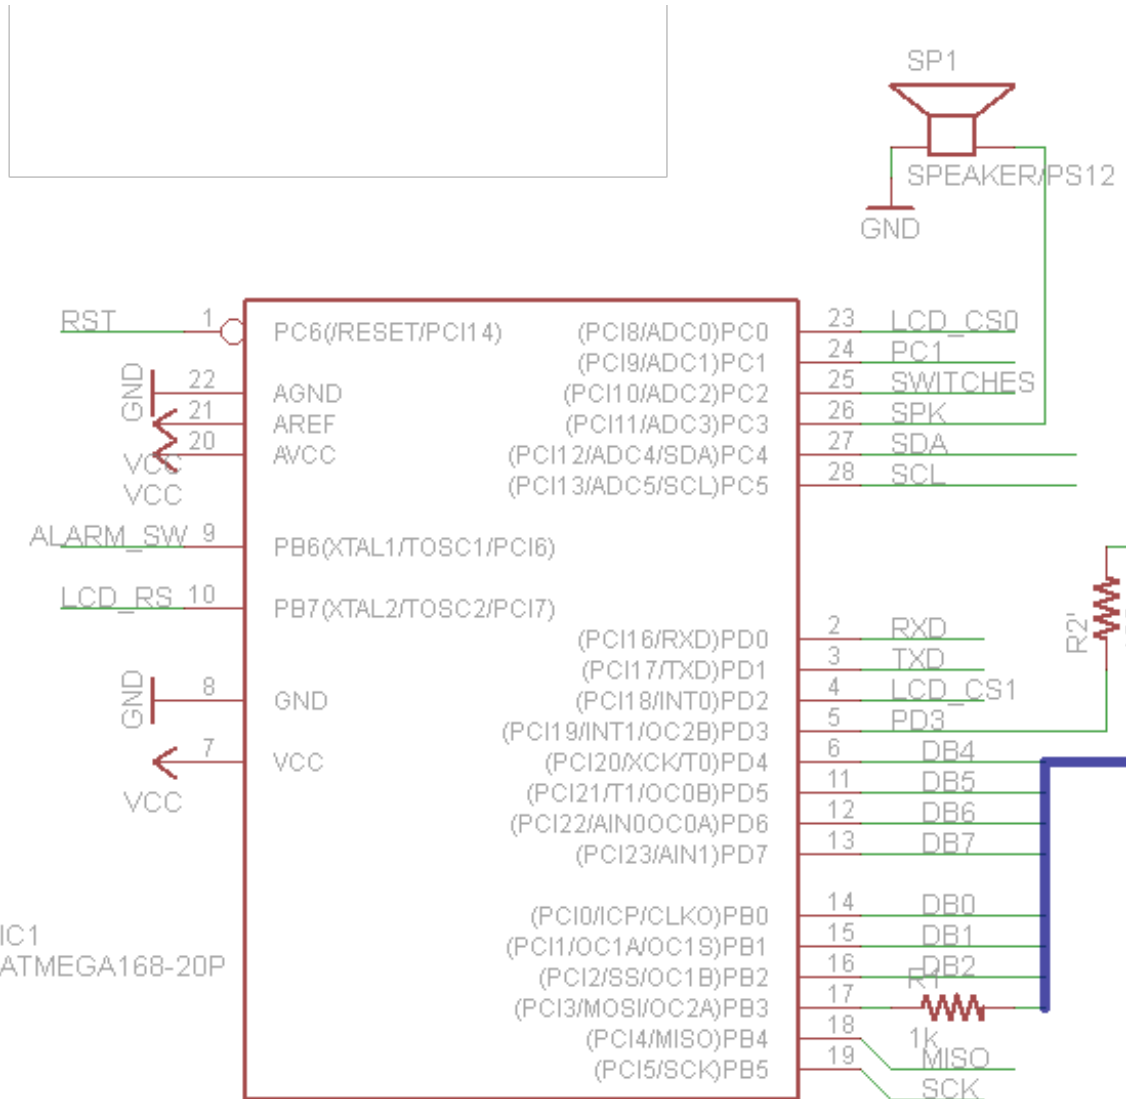 SP1
SPEAKER/PS12
GND
RST 1 PC6(/RESET/PCI14) (PCI8/ADC0)PC0 23 LCD_CS0
(PCI9/ADC1)PC1 24 PC1
GND 22 AGND (PCI10/ADC2)PC2 25 SWITCHES
21 AREF (PCI11/ADC3)PC3 26 SPK
VCC 20 AVCC (PCI12/ADC4/SDA)PC4 27 SDA
VCC (PCI13/ADC5/SCL)PC5 28 SCL
ALARM_SW 9 PB6(XTAL1/TOSC1/PCI6)
LCD_RS 10 PB7(XTAL2/TOSC2/PCI7)
R2'
(PCI16/RXD)PD0 2 RXD
(PCI17/TXD)PD1 3 TXD
GND 8 GND (PCI18/INT0)PD2 4 LCD_CS1
(PCI19/INT1/OC2B)PD3 5 PD3
7 VCC (PCI20/XCK/T0)PD4 6 DB4
VCC (PCI21/T1/OC0B)PD5 11 DB5
(PCI22/AIN0OC0A)PD6 12 DB6
(PCI23/AIN1)PD7 13 DB7
(PCI0/ICP/CLKO)PB0 14 DB0
IC1 (PCI1/OC1A/OC1S)PB1 15 DB1
ATMEGA168-20P (PCI2/SS/OC1B)PB2 16 DB2
R1
(PCI3/MOSI/OC2A)PB3 17
1k
(PCI4/MISO)PB4 18 MISO
(PCI5/SCK)PB5 19 SCK